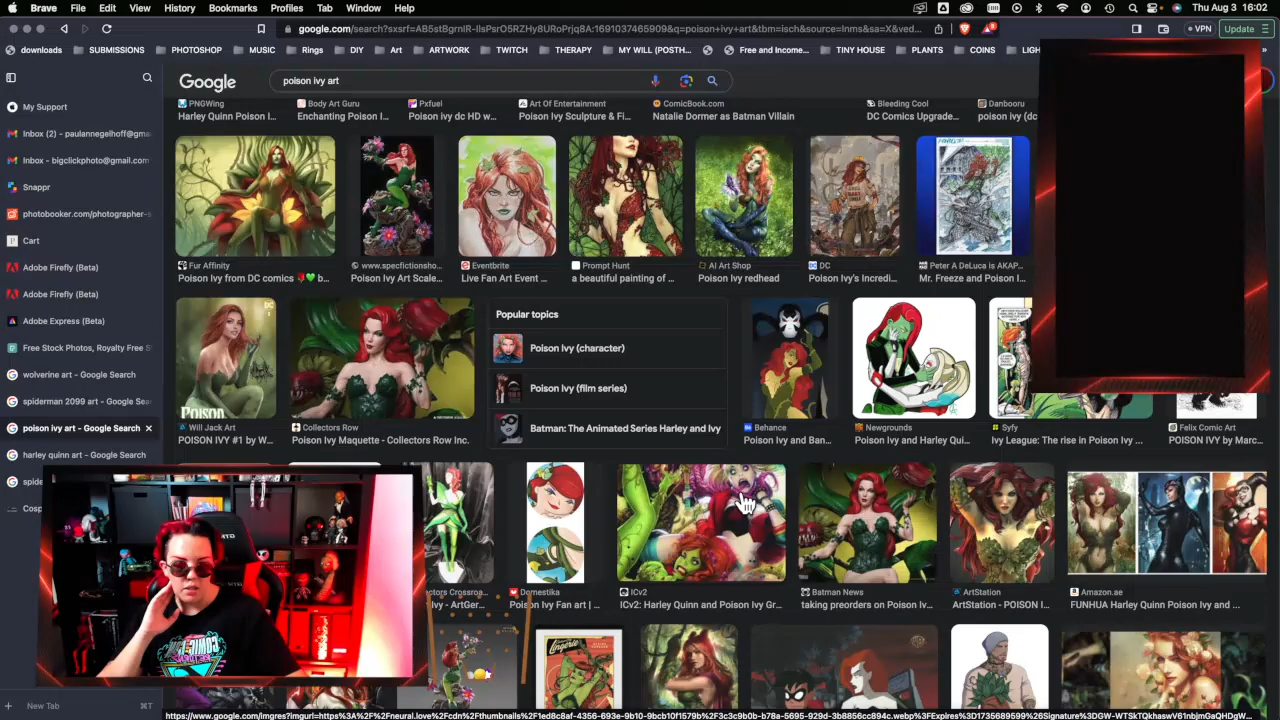 Brave File Edit View History Bookmarks Profiles Tab Window Help Thu Aug 3 16:02
google.com/search?sxsrf=AB5stBgrnIR-IIsPsrO5RZHy8URoPrjq8A:1691037465909&q=poison+ivy+art&tbm=isch&source=lnms&sa=X&ved... VPN Update
downloads SUBMISSIONS PHOTOSHOP MUSIC Rings DIY Art ARTWORK TWITCH THERAPY MY WILL (POSTH... Free and Income... TINY HOUSE PLANTS COINS LIGH
Google poison ivy art
My Support
Inbox (2) - paulannegelhoff@gma
Inbox - bigclickphoto@gmail.com
Snappr
photobooker.com/photographer-s
Cart
Adobe Firefly (Beta)
Adobe Firefly (Beta)
Adobe Express (Beta)
Free Stock Photos, Royalty Free S
wolverine art - Google Search
spiderman 2099 art - Google Sea
poison ivy art - Google Search
harley quinn art - Google Search
spide
Cosp
New Tab ⌘T
PNGWing Body Art Guru Pxfuel Art Of Entertainment ComicBook.com Bleeding Cool Danbooru
Harley Quinn Poison I... Enchanting Poison I... Poison ivy dc HD w... Poison Ivy Sculpture & Fi... Natalie Dormer as Batman Villain DC Comics Upgrade... poison ivy (dc
Fur Affinity www.specfictionsho... Eventbrite Prompt Hunt AI Art Shop DC Peter A DeLuca is AKAP...
Poison Ivy from DC comics 🌹💚 b... Poison Ivy Art Scale... Live Fan Art Event ... a beautiful painting of ... Poison Ivy redhead Poison Ivy's Incredi... Mr. Freeze and Poison I...
Popular topics
Poison Ivy (character)
Poison Ivy (film series)
Batman: The Animated Series Harley and Ivy
DC
POISON
Will Jack Art Collectors Row Behance Newgrounds Syfy Felix Comic Art
POISON IVY #1 by W... Poison Ivy Maquette - Collectors Row Inc. Poison Ivy and Ban... Poison Ivy and Harley Qui... Ivy League: The rise in Poison Ivy ... POISON IVY by Marc...
ectors Crossroa... Domestika ICv2 Batman News ArtStation Amazon.ae
Ivy - ArtGer... Poison Ivy Fan art | ... ICv2: Harley Quinn and Poison Ivy Gr... taking preorders on Poison Iv... ArtStation - POISON I... FUNHUA Harley Quinn Poison Ivy and ...
lingerie